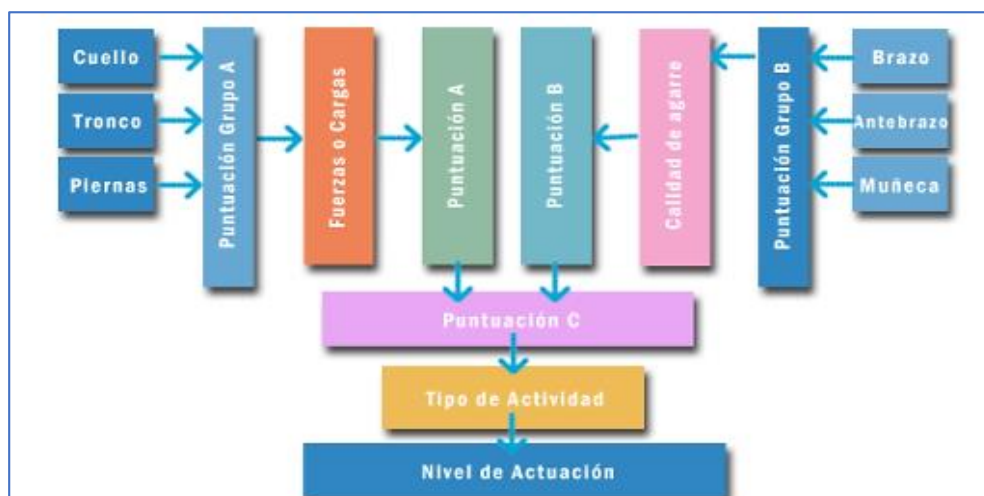 Cuello
Tronco
Piernas
Puntuación Grupo A
Fuerzas o Cargas
Puntuación A
Puntuación B
Calidad de agarre
Puntuación Grupo B
Brazo
Antebrazo
Muñeca
Puntuación C
Tipo de Actividad
Nivel de Actuación